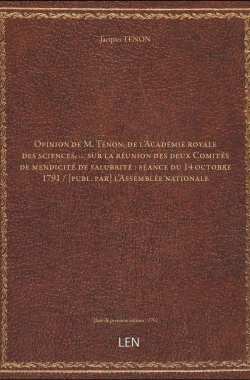 Jacques TENON
Opinion de M. Tenon, de l'Académie royale
des sciences,... sur la réunion des deux Comités
de mendicité de salubrité : séance du 14 octobre
1791 / [publ. par] l'Assemblée nationale
Date de première édition : 1791
LEN